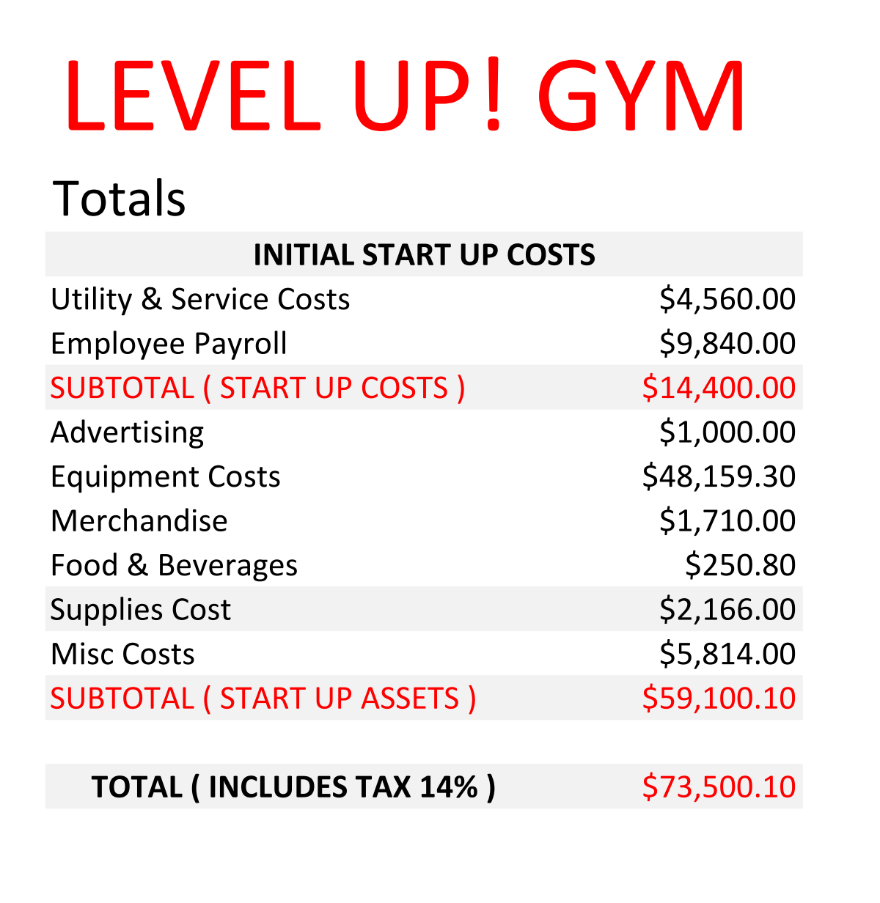 LEVEL UP! GYM
Totals
INITIAL START UP COSTS
Utility & Service Costs $4,560.00
Employee Payroll $9,840.00
SUBTOTAL ( START UP COSTS ) $14,400.00
Advertising $1,000.00
Equipment Costs $48,159.30
Merchandise $1,710.00
Food & Beverages $250.80
Supplies Cost $2,166.00
Misc Costs $5,814.00
SUBTOTAL ( START UP ASSETS ) $59,100.10
TOTAL ( INCLUDES TAX 14% ) $73,500.10